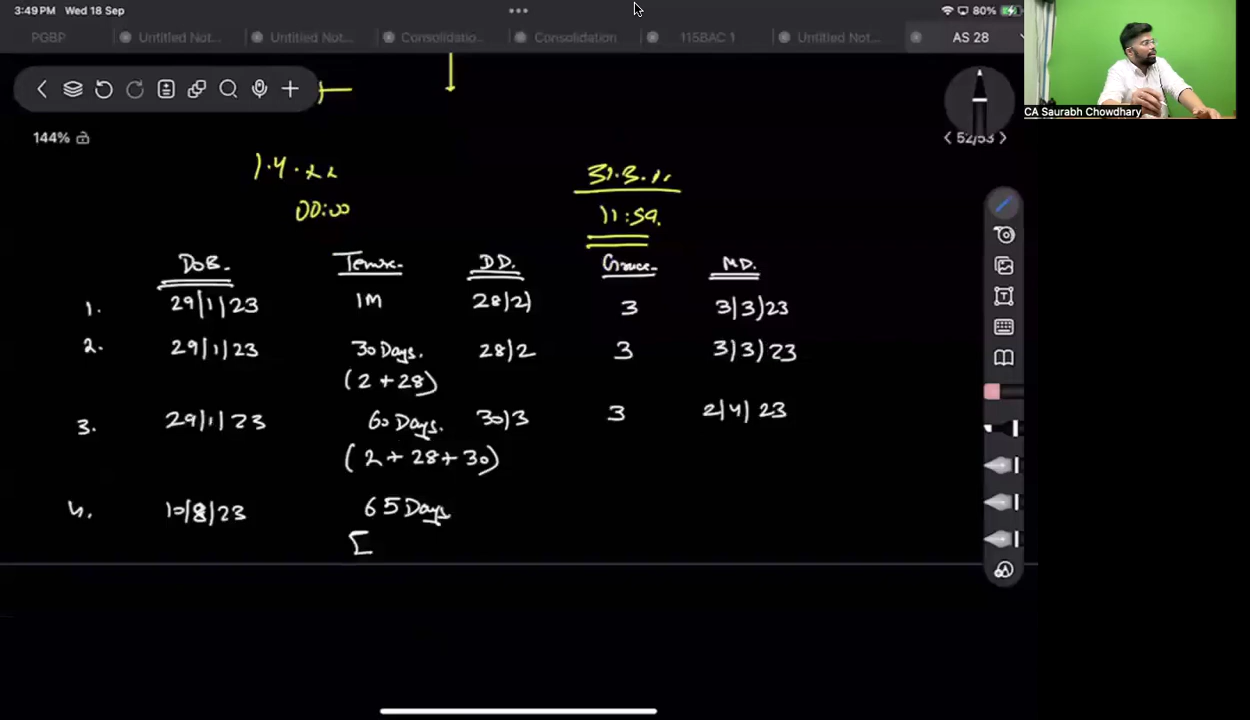 3:49 PM Wed 18 Sep
80%
PGBP Untitled Not... Untitled Not... Consolidatio... Consolidation 115BAC 1 Untitled Not... AS 28
CA Saurabh Chowdhary
144%
52/53
1.4.22 31.3.
00:00 11:59.
DOB. Tenure. DD. Grace. MD.
1. 29/1/23 1M 28/2) 3 3/3/23
2. 29/1/23 30 Days. 28/2 3 3/3/23
(2 + 28)
3. 29/1/23 60 Days. 30/3 3 2/4/23
(2 + 28 + 30)
4. 10/8/23 65 Days
[